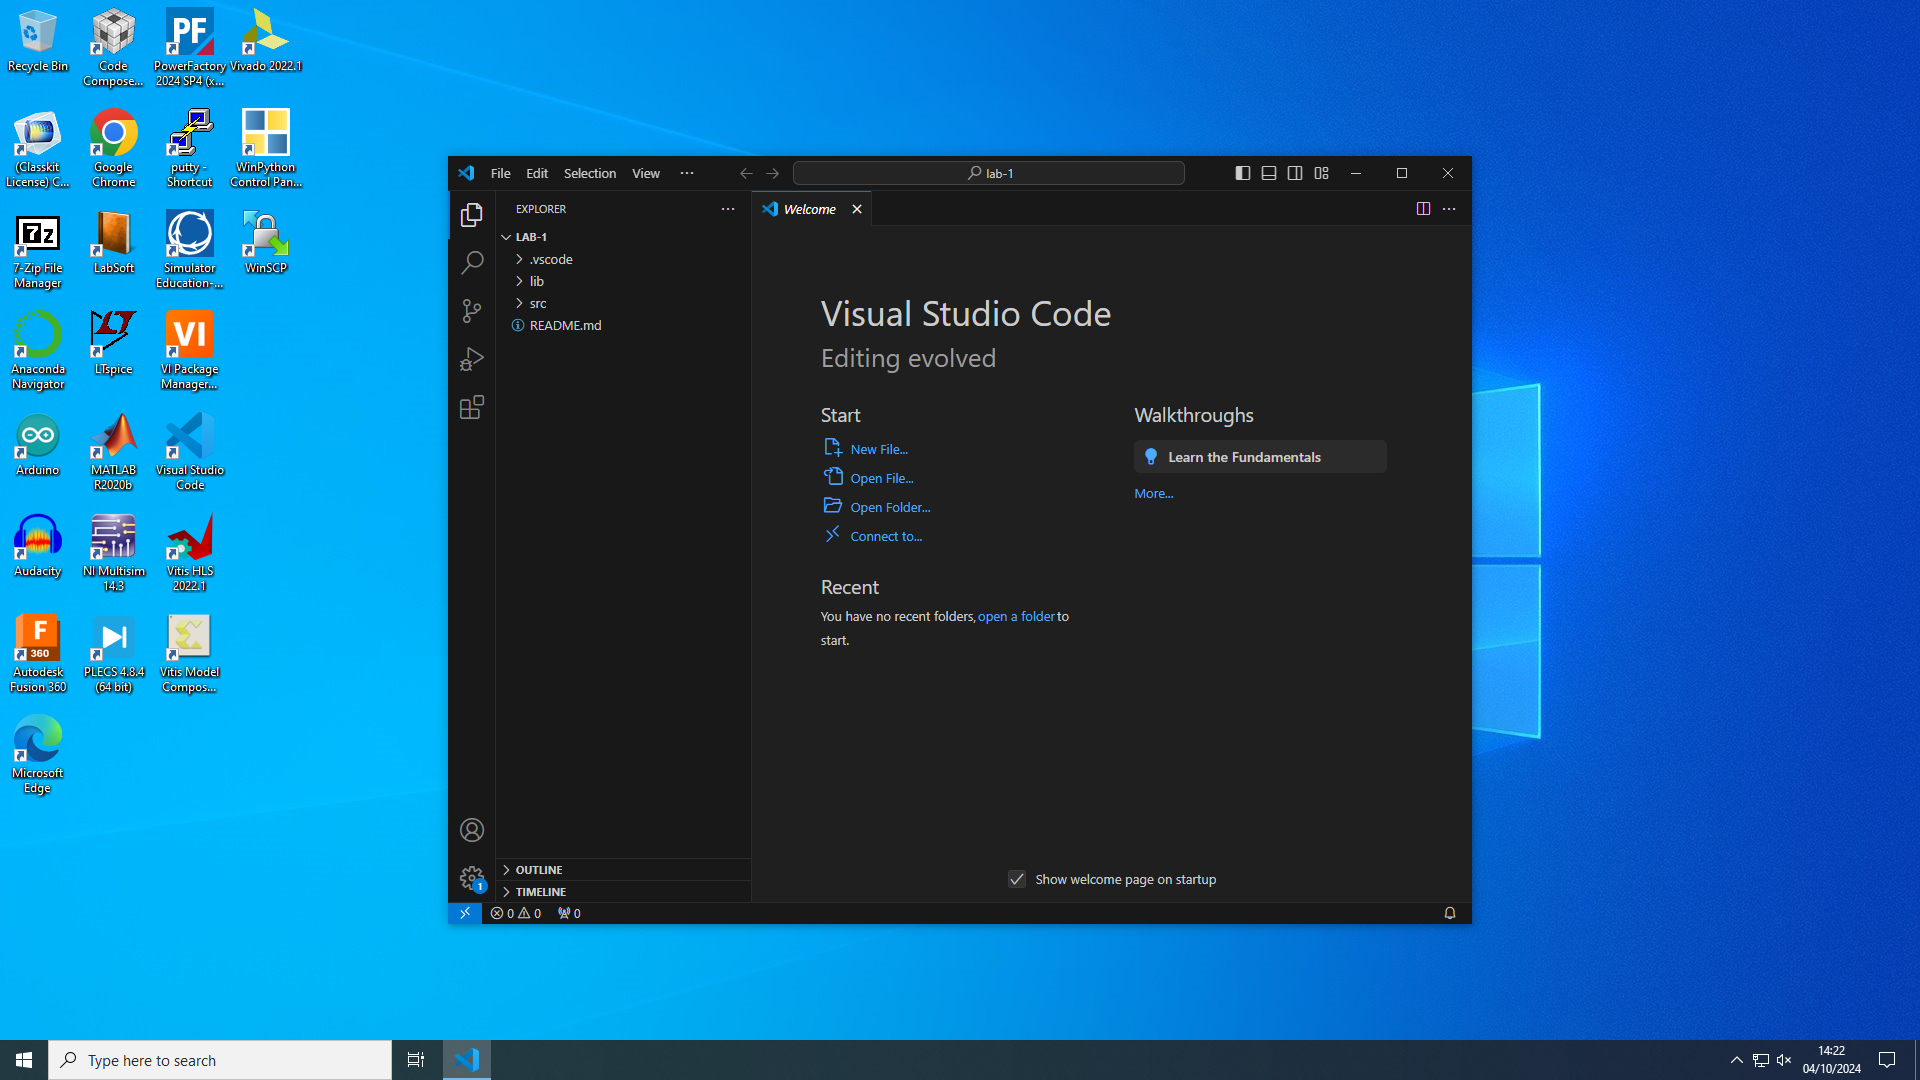 Recycle Bin
Code
Compose...
PowerFactory
2024 SP4 (x...
Vivado 2022.1
(Classkit
License) C...
Google
Chrome
putty -
Shortcut
WinPython
Control Pan...
7-Zip File
Manager
LabSoft
Simulator
Education-...
WinSCP
Anaconda
Navigator
LTspice
VI Package
Manager...
Arduino
MATLAB
R2020b
Visual Studio
Code
Audacity
NI Multisim
14.3
Vitis HLS
2022.1
Autodesk
Fusion 360
PLECS 4.8.4
(64 bit)
Vitis Model
Compos...
Microsoft
Edge
PF
7z
VI
F
360
File Edit Selection View ...
lab-1
EXPLORER
Welcome
LAB-1
.vscode
lib
src
README.md
OUTLINE
TIMELINE
1
Visual Studio Code
Editing evolved
Start
New File...
Open File...
Open Folder...
Connect to...
Recent
You have no recent folders, open a folder to
start.
Walkthroughs
Learn the Fundamentals
More...
Show welcome page on startup
0 0 0
Type here to search
14:22
04/10/2024